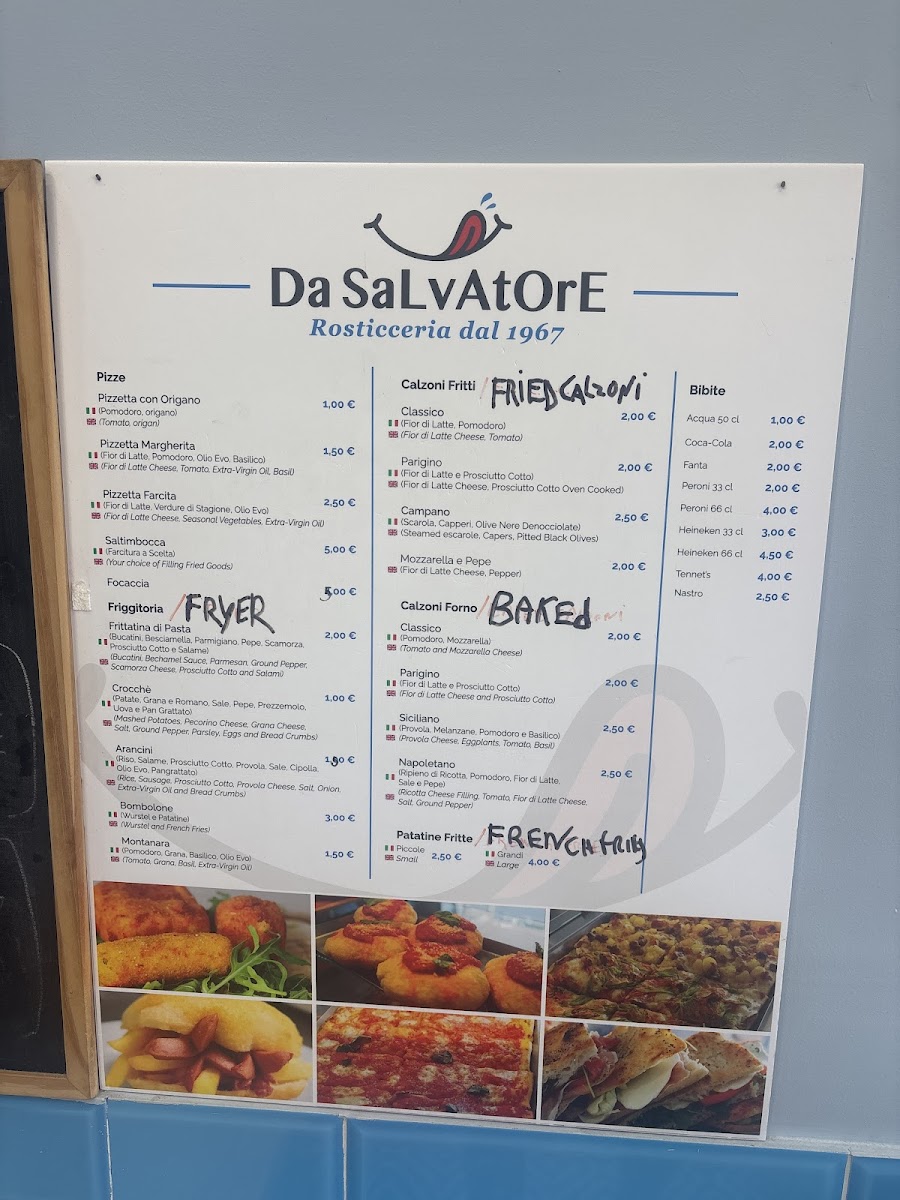 Da SaLvAtOrE
Rosticceria dal 1967
Pizze
Pizzetta con Origano 1,00 €
(Pomodoro, origano)
(Tomato, origan)
Pizzetta Margherita 1,50 €
(Fior di Latte, Pomodoro, Olio Evo, Basilico)
(Fior di Latte Cheese, Tomato, Extra-Virgin Oil, Basil)
Pizzetta Farcita 2,50 €
(Fior di Latte, Verdure di Stagione, Olio Evo)
(Fior di Latte Cheese, Seasonal Vegetables, Extra-Virgin Oil)
Saltimbocca 5,00 €
(Farcitura a Scelta)
(Your choice of Filling Fried Goods)
Focaccia 5,00 €
Friggitoria / FRYER
Frittatina di Pasta 2,00 €
(Bucatini, Besciamella, Parmigiano, Pepe, Scamorza,
Prosciutto Cotto e Salame)
(Bucatini, Bechamel Sauce, Parmesan, Ground Pepper,
Scamorza Cheese, Prosciutto Cotto and Salami)
Crocchè 1,00 €
(Patate, Grana e Romano, Sale, Pepe, Prezzemolo,
Uova e Pan Grattato)
(Mashed Potatoes, Pecorino Cheese, Grana Cheese,
Salt, Ground Pepper, Parsley, Eggs and Bread Crumbs)
Arancini
(Riso, Salame, Prosciutto Cotto, Provola, Sale, Cipolla,
Olio Evo, Pangrattato)
(Rice, Sausage, Prosciutto Cotto, Provola Cheese, Salt, Onion,
Extra-Virgin Oil and Bread Crumbs)
Bombolone 3,00 €
(Wurstel e Patatine)
(Wurstel and French Fries)
Montanara 1,50 €
(Pomodoro, Grana, Basilico, Olio Evo)
(Tomato, Grana, Basil, Extra-Virgin Oil)
Calzoni Fritti / FRIED CALZONI
Classico 2,00 €
(Fior di Latte, Pomodoro)
(Fior di Latte Cheese, Tomato)
Parigino 2,00 €
(Fior di Latte e Prosciutto Cotto)
(Fior di Latte Cheese, Prosciutto Cotto Oven Cooked)
Campano 2,50 €
(Scarola, Capperi, Olive Nere Denocciolate)
(Steamed escarole, Capers, Pitted Black Olives)
Mozzarella e Pepe 2,00 €
(Fior di Latte Cheese, Pepper)
Calzoni Forno / BAKEd
Classico 2,00 €
(Pomodoro, Mozzarella)
(Tomato and Mozzarella Cheese)
Parigino 2,00 €
(Fior di Latte e Prosciutto Cotto)
(Fior di Latte Cheese and Prosciutto Cotto)
Siciliano 2,50 €
(Provola, Melanzane, Pomodoro e Basilico)
(Provola Cheese, Eggplants, Tomato, Basil)
Napoletano 2,50 €
(Ripieno di Ricotta, Pomodoro, Fior di Latte,
Sale e Pepe)
(Ricotta Cheese Filling, Tomato, Fior di Latte Cheese,
Salt, Ground Pepper)
Patatine Fritte / FRENCH
Piccole
Small 2,50 €
Grandi
Large 4,00 €
Bibite
Acqua 50 cl 1,00 €
Coca-Cola 2,00 €
Fanta 2,00 €
Peroni 33 cl 2,00 €
Peroni 66 cl 4,00 €
Heineken 33 cl 3,00 €
Heineken 66 cl 4,50 €
Tennet's 4,00 €
Nastro 2,50 €